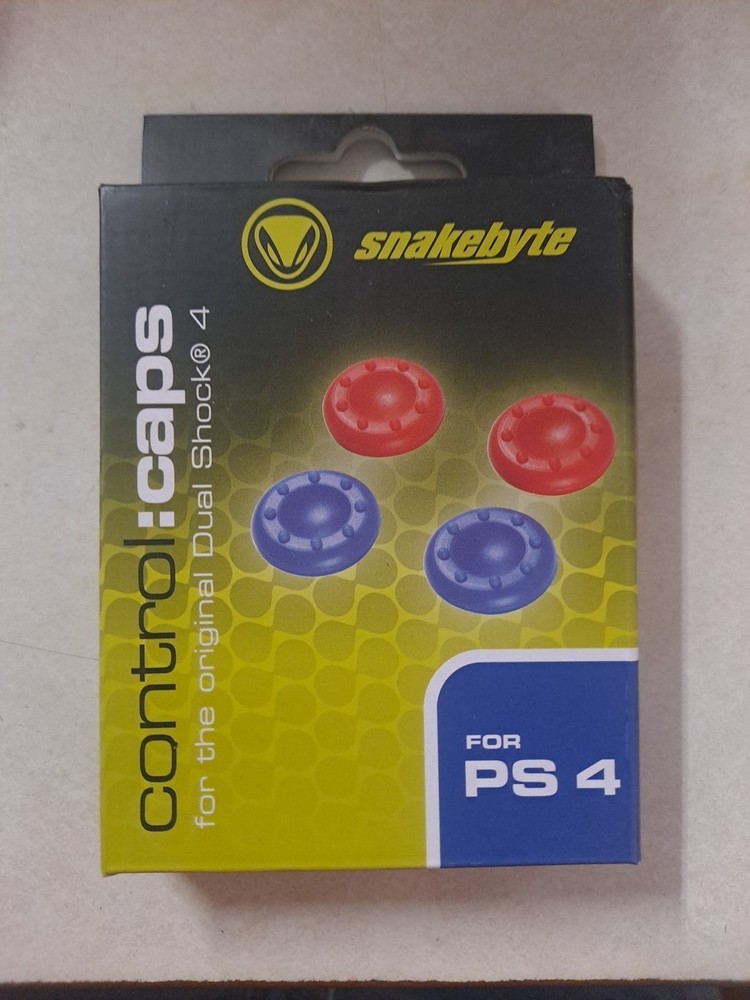 snakebyte
control:caps
for the original Dual Shock® 4
FOR
PS 4